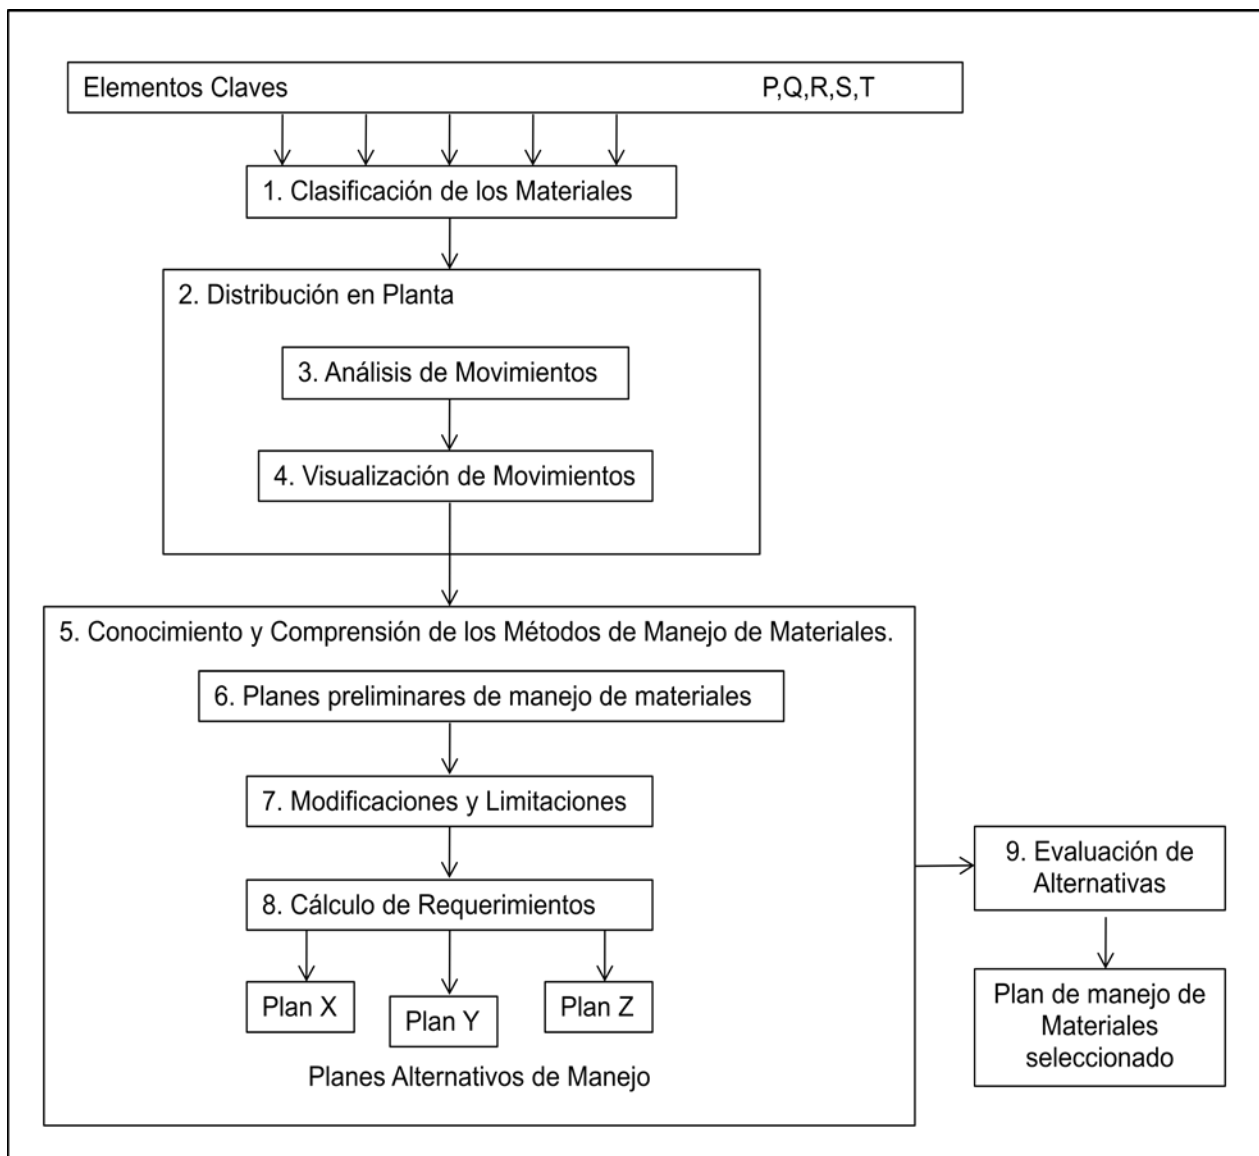 Elementos Claves P,Q,R,S,T
1. Clasificación de los Materiales
2. Distribución en Planta
3. Análisis de Movimientos
4. Visualización de Movimientos
5. Conocimiento y Comprensión de los Métodos de Manejo de Materiales.
6. Planes preliminares de manejo de materiales
7. Modificaciones y Limitaciones
8. Cálculo de Requerimientos
Plan X
Plan Y
Plan Z
Planes Alternativos de Manejo
9. Evaluación de
Alternativas
Plan de manejo de
Materiales
seleccionado